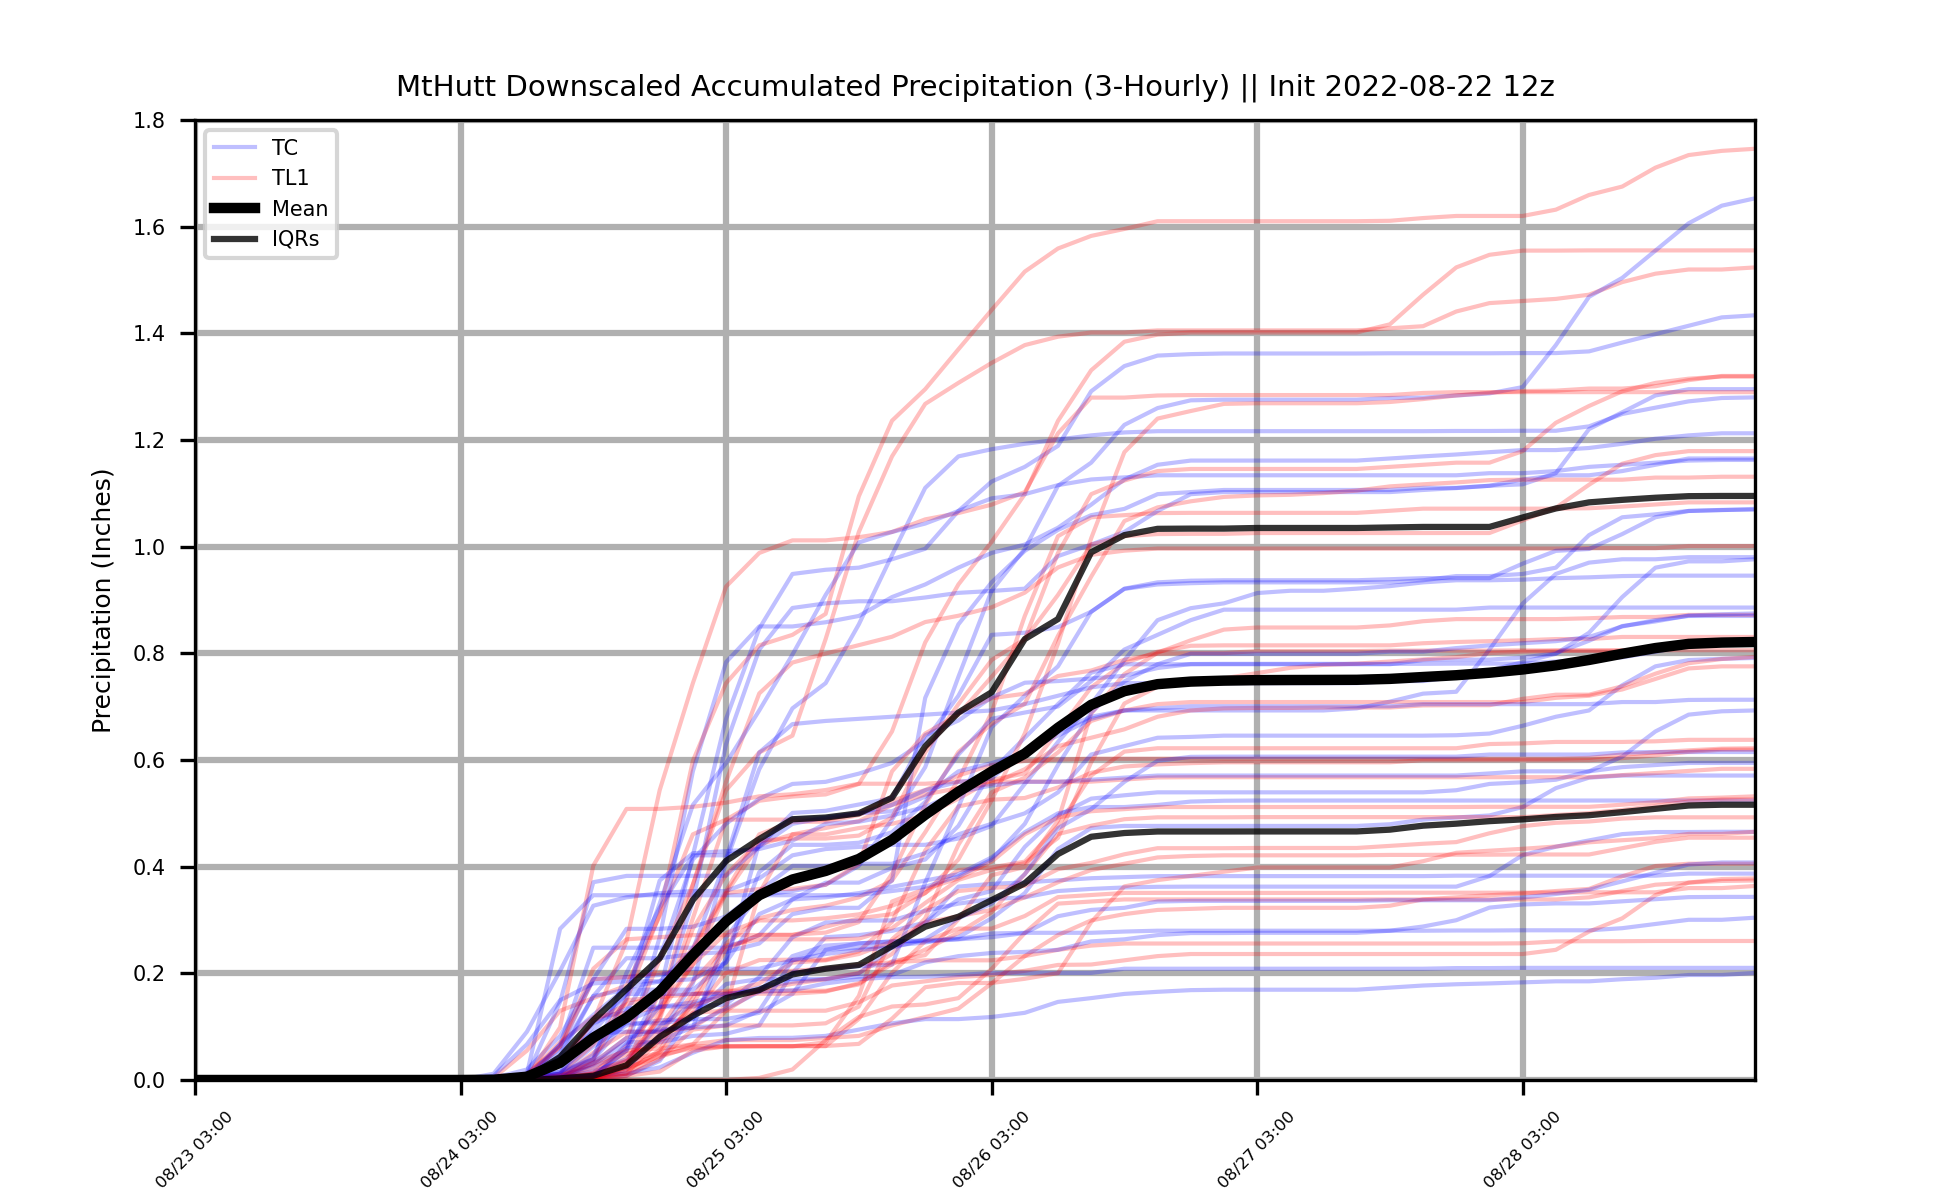 MtHutt Downscaled Accumulated Precipitation (3-Hourly) || Init 2022-08-22 12z
TC
TL1
Mean
IQRs
Precipitation (Inches)
1.8
1.6
1.4
1.2
1.0
0.8
0.6
0.4
0.2
0.0
08/23 03:00
08/24 03:00
08/25 03:00
08/26 03:00
08/27 03:00
08/28 03:00